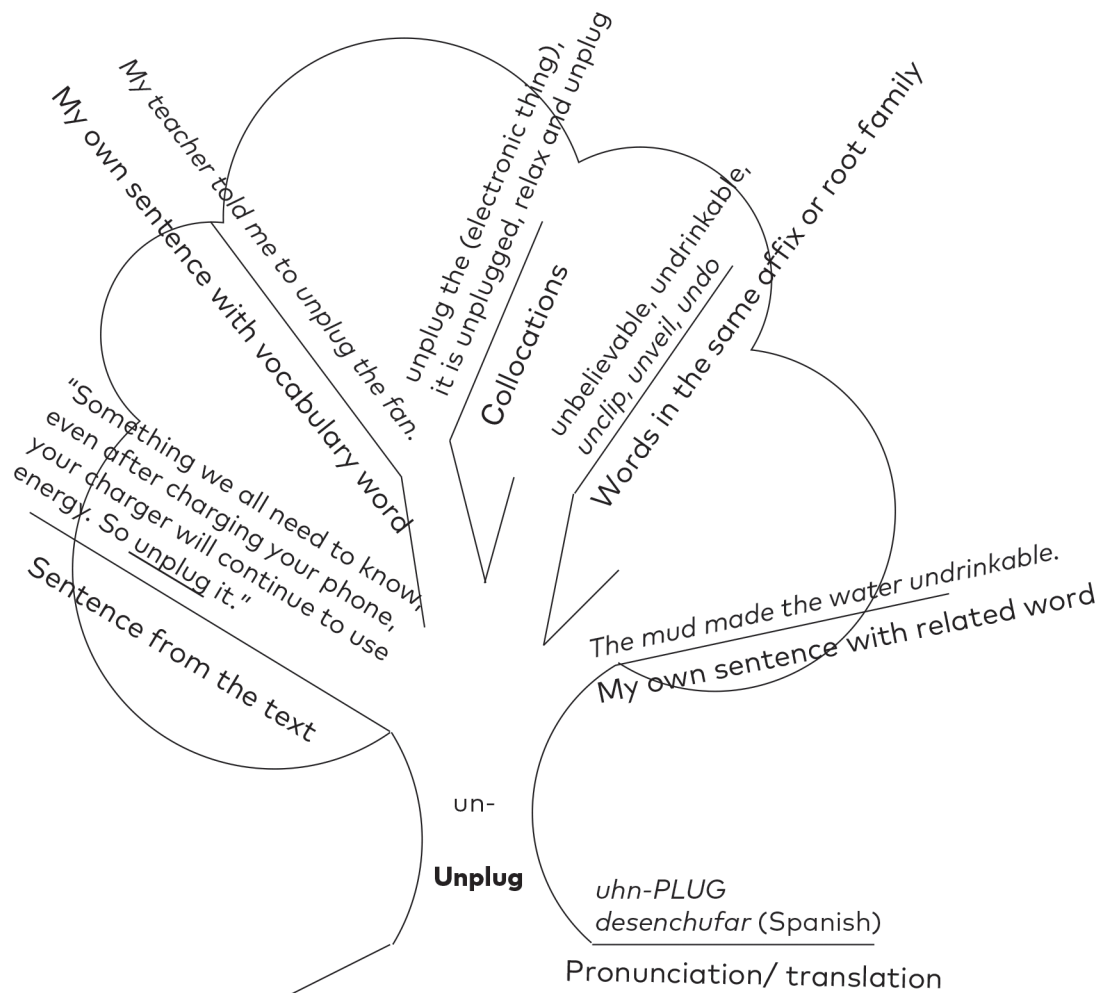 My teacher told me to unplug the fan.
My own sentence with vocabulary word
unplug the (electronic thing),
it is unplugged, relax and unplug
Collocations
unbelievable, undrinkable,
unclip, unveil, undo
Words in the same affix or root family
"Something we all need to know,
even after charging your phone,
your charger will continue to use
energy. So unplug it."
Sentence from the text
The mud made the water undrinkable.
My own sentence with related word
un-
Unplug
uhn-PLUG
desenchufar (Spanish)
Pronunciation/ translation